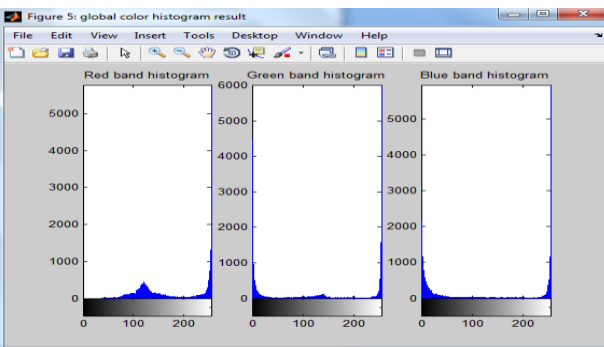 Figure 5: global color histogram result
File Edit View Insert Tools Desktop Window Help
Red band histogram
5000
4000
3000
2000
1000
0
0 100 200
Green band histogram
6000
5000
4000
3000
2000
1000
0
0 100 200
Blue band histogram
5000
4000
3000
2000
1000
0
0 100 200